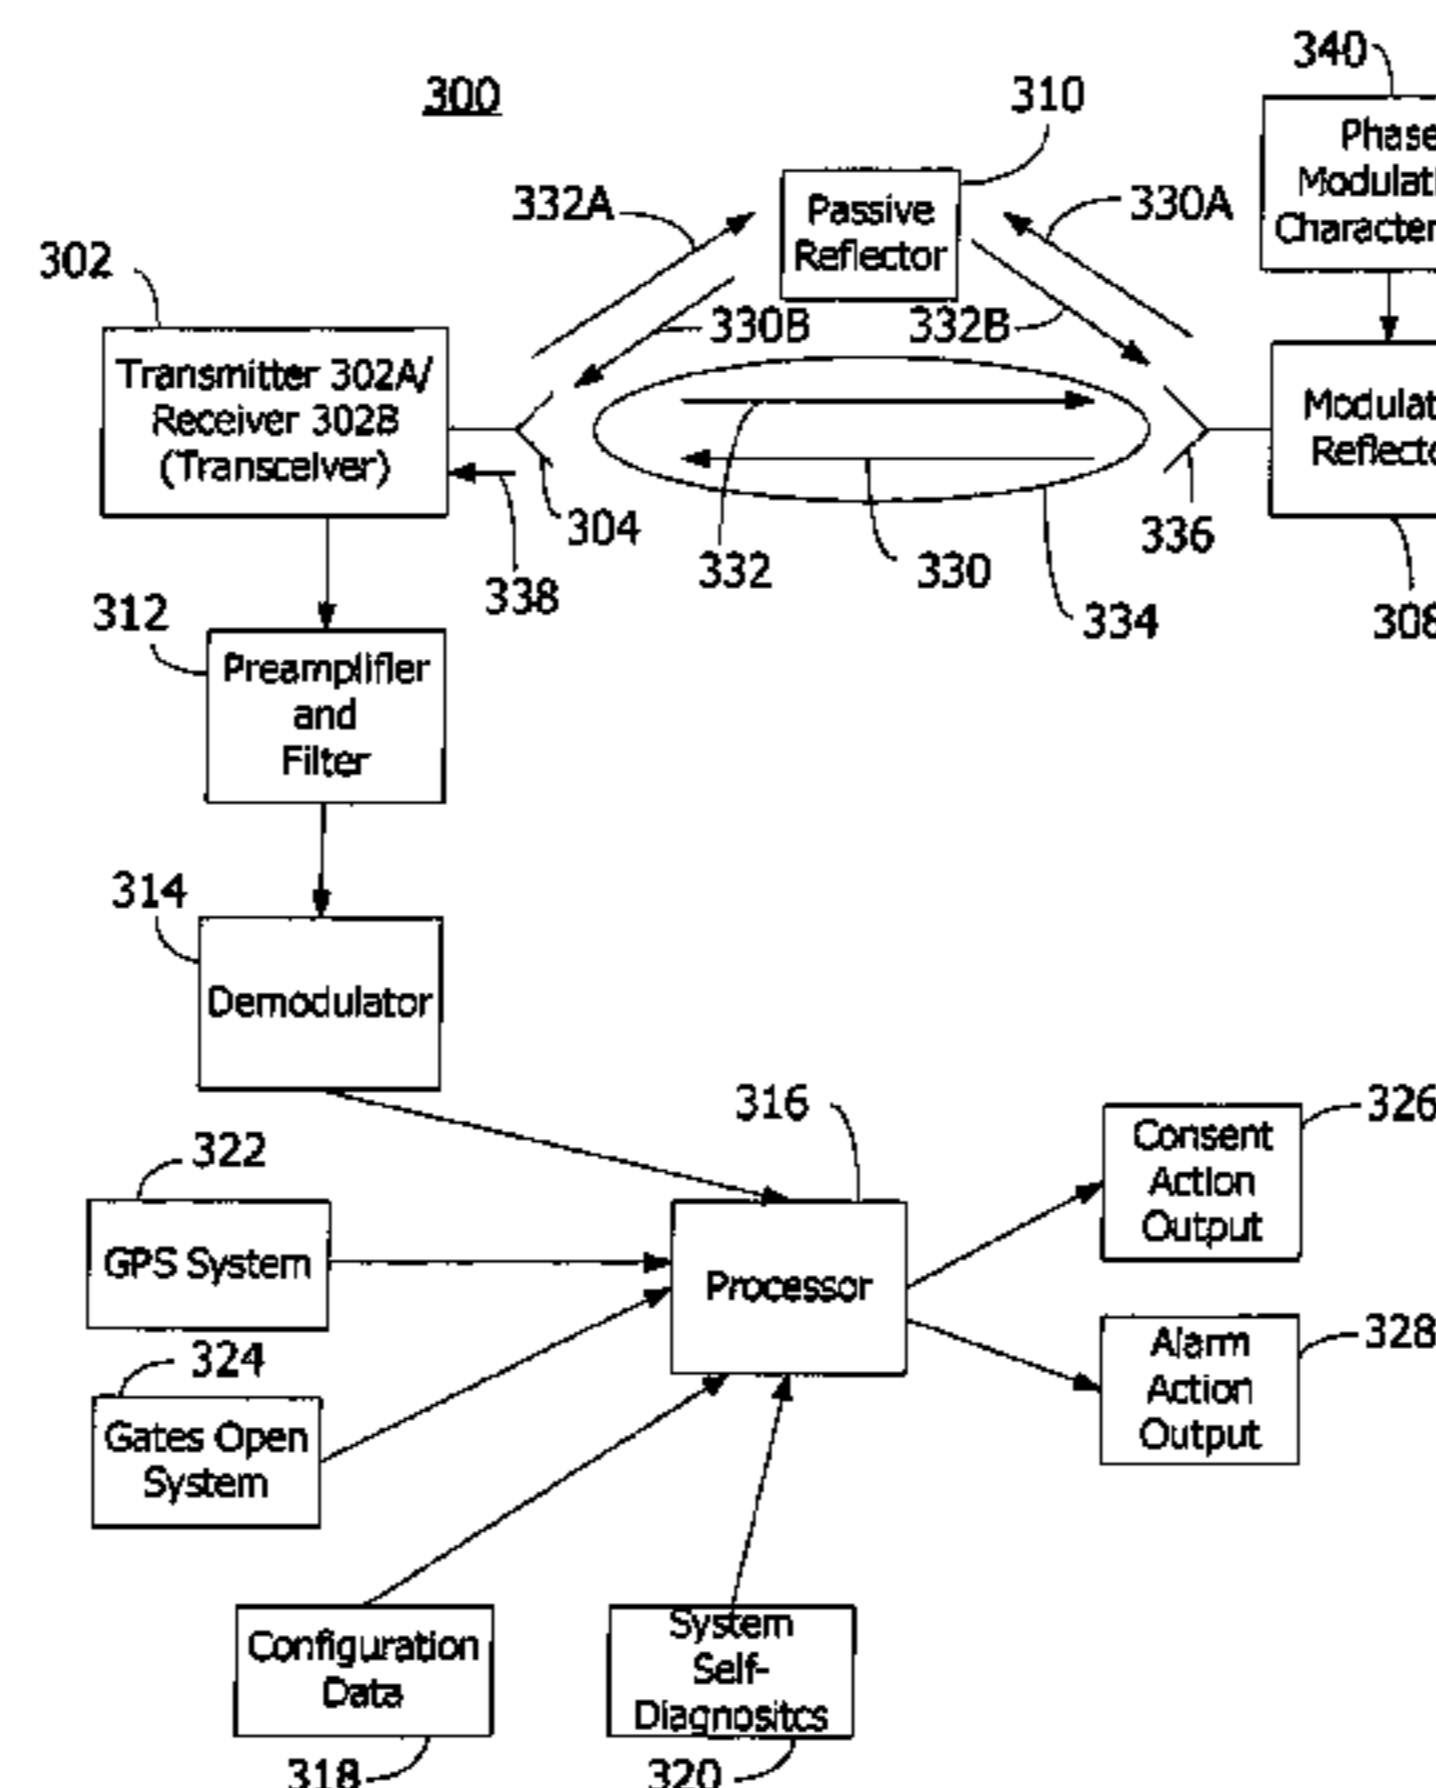 340
300
310
Phase
Modulati
Character
332A
Passive
Reflector
330A
302
330B
332B
Transmitter 302A/
Receiver 302B
(Transceiver)
Modulat
Reflecto
304
336
332
330
338
334
308
312
Preamplifier
and
Filter
314
Demodulator
316
326
Consent
Action
Output
322
GPS System
Processor
328
Alarm
Action
Output
324
Gates Open
System
Configuration
Data
System
Self-
Diagnositcs
318
320